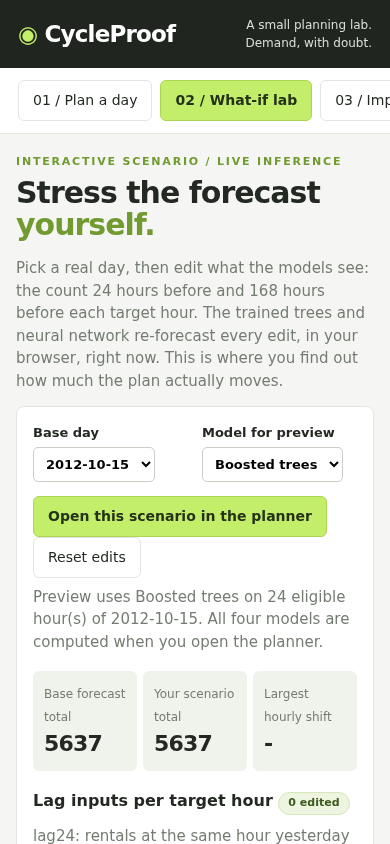 ◉ CycleProof
A small planning lab.
Demand, with doubt.
01 / Plan a day
02 / What-if lab
03 / Imp
INTERACTIVE SCENARIO / LIVE INFERENCE
Stress the forecast
yourself.
Pick a real day, then edit what the models see:
the count 24 hours before and 168 hours
before each target hour. The trained trees and
neural network re-forecast every edit, in your
browser, right now. This is where you find out
how much the plan actually moves.
Base day
Model for preview
2012-10-15
Boosted trees
Open this scenario in the planner
Reset edits
Preview uses Boosted trees on 24 eligible
hour(s) of 2012-10-15. All four models are
computed when you open the planner.
Base forecast
total
5637
Your scenario
total
5637
Largest
hourly shift
-
Lag inputs per target hour
0 edited
lag24: rentals at the same hour yesterday